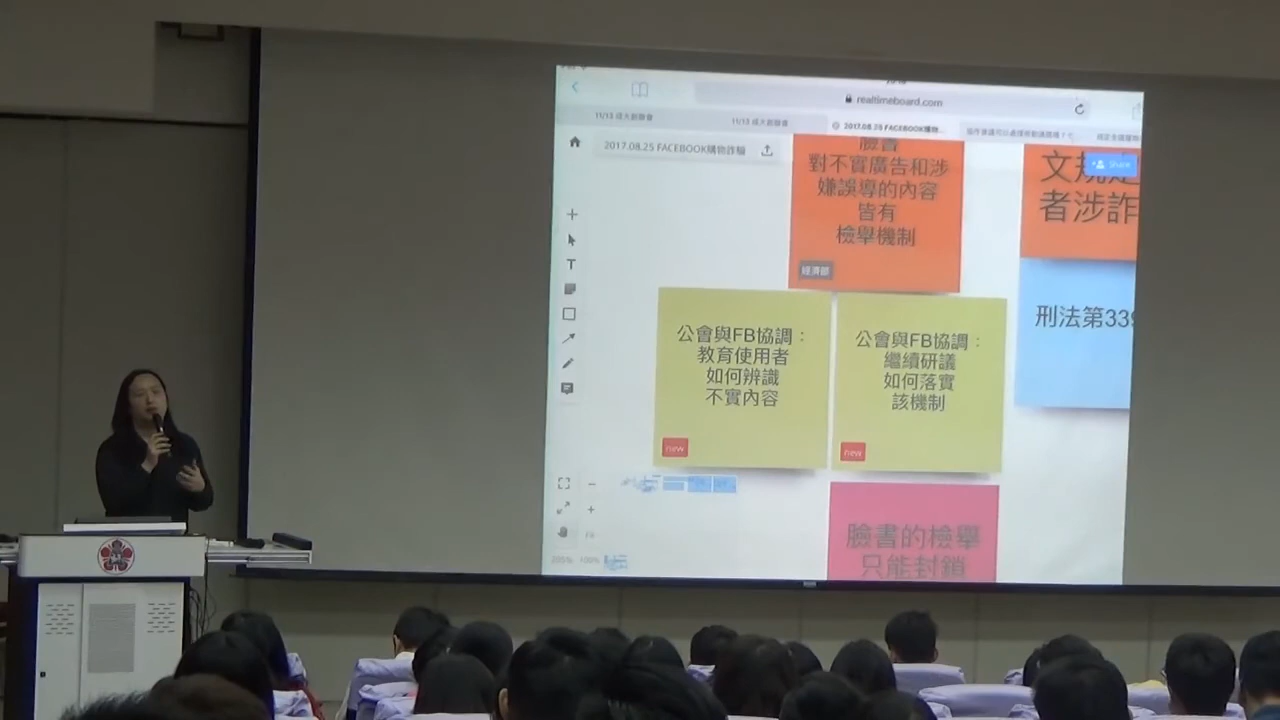 realtimeboard.com
11/13 成大創聯會
11/13 成大創聯會
2017.08.25 FACEBOOK購物...
2017.08.25 FACEBOOK購物詐騙
Share
臉書
對不實廣告和涉
嫌誤導的內容
皆有
檢舉機制
經濟部
者涉詐
刑法第339
公會與FB協調：
教育使用者
如何辨識
不實內容
new
公會與FB協調：
繼續研議
如何落實
該機制
new
臉書的檢舉
只能封鎖
205%
100%